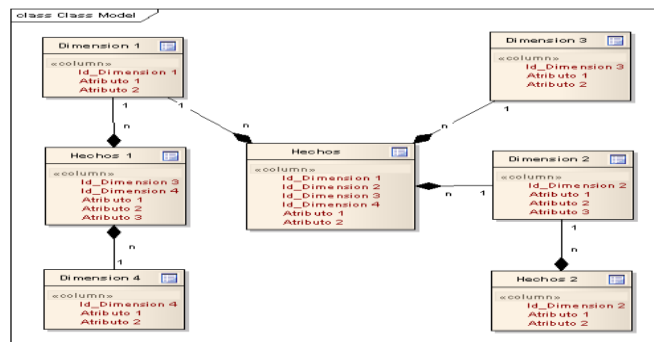 class Class Model
Dimension 1
«column»
Id_Dimension 1
Atributo 1
Atributo 2
Dimension 3
«column»
Id_Dimension 3
Atributo 1
Atributo 2
1
1
n
n
n
1
Hechos 1
«column»
Id_Dimension 3
Id_Dimension 4
Atributo 1
Atributo 2
Atributo 3
Hechos
«column»
Id_Dimension 1
Id_Dimension 2
Id_Dimension 3
Id_Dimension 4
Atributo 1
Atributo 2
Dimension 2
«column»
Id_Dimension 2
Atributo 1
Atributo 2
Atributo 3
n
1
n
1
1
n
Dimension 4
«column»
Id_Dimension 4
Atributo 1
Atributo 2
Hechos 2
«column»
Id_Dimension 2
Atributo 1
Atributo 2